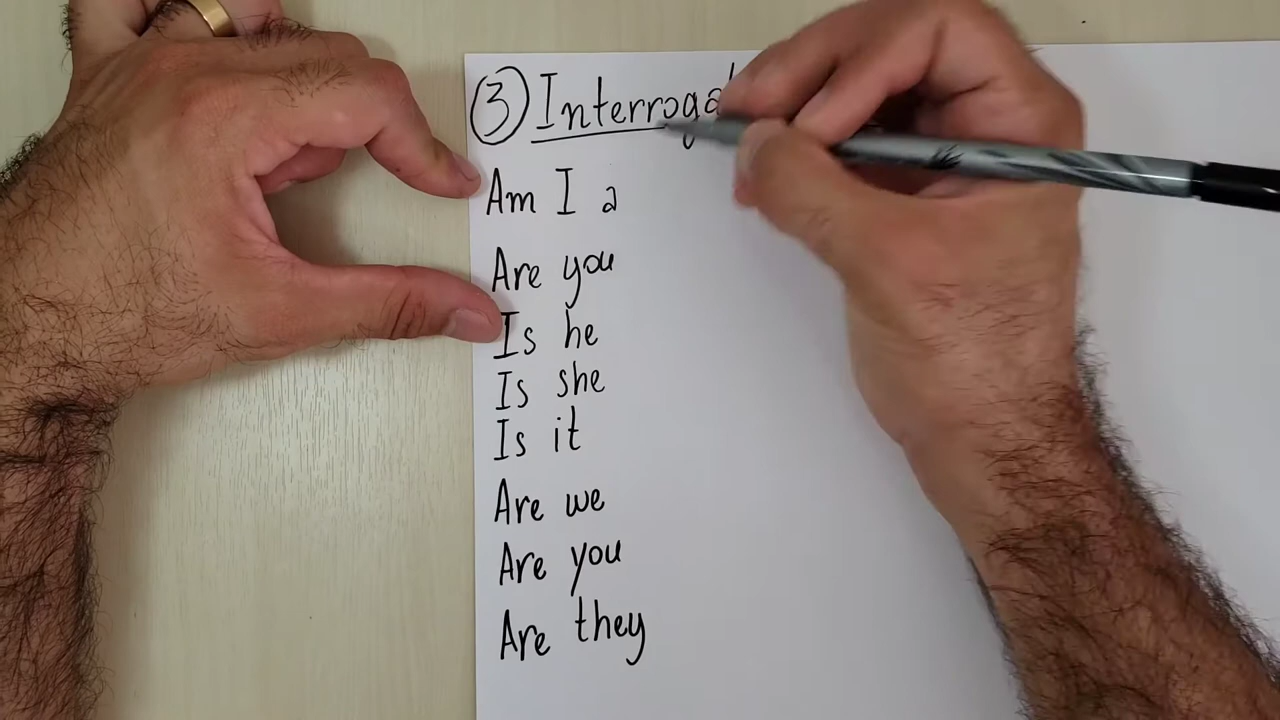 ③ Interroga
Am I a
Are you
Is he
Is she
Is it
Are we
Are you
Are they